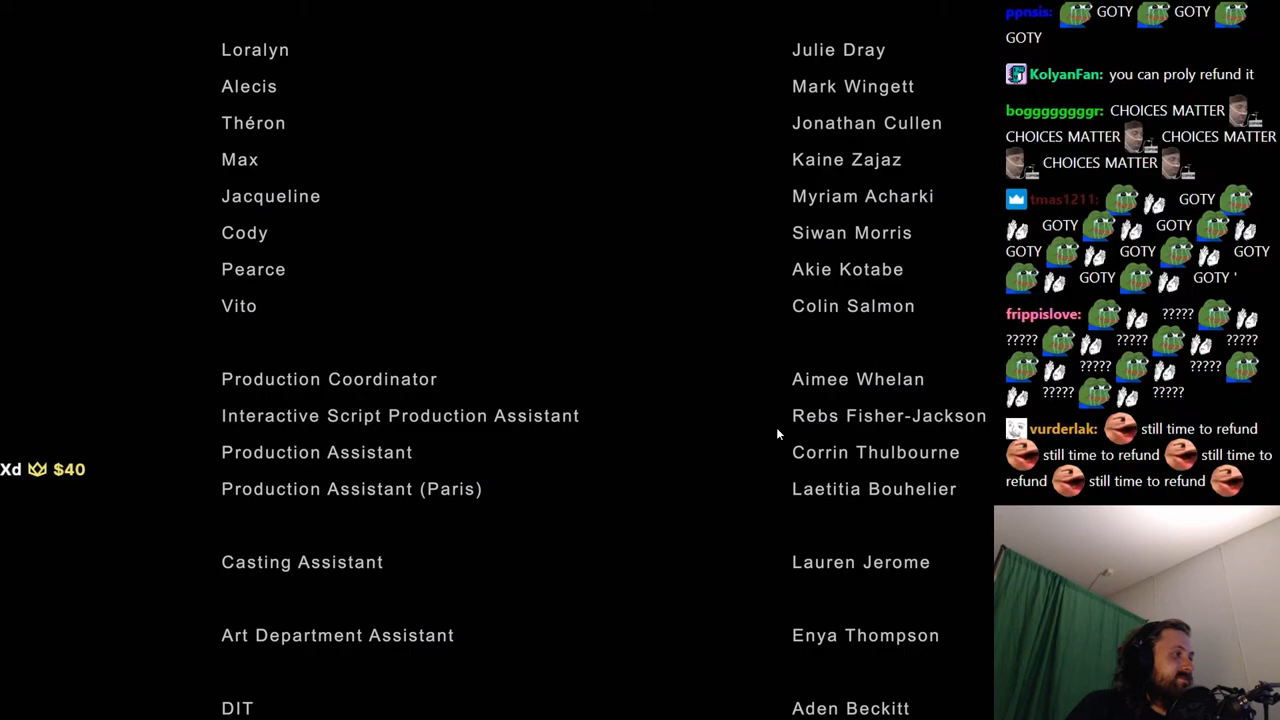 Loralyn Julie Dray
Alecis Mark Wingett
Théron Jonathan Cullen
Max Kaine Zajaz
Jacqueline Myriam Acharki
Cody Siwan Morris
Pearce Akie Kotabe
Vito Colin Salmon
Production Coordinator Aimee Whelan
Interactive Script Production Assistant Rebs Fisher-Jackson
Production Assistant Corrin Thulbourne
Xd $40
Production Assistant (Paris) Laetitia Bouhelier
Casting Assistant Lauren Jerome
Art Department Assistant Enya Thompson
DIT Aden Beckitt
ppnsis: GOTY GOTY
GOTY
KolyanFan: you can proly refund it
boggggggggr: CHOICES MATTER
CHOICES MATTER CHOICES MATTER
CHOICES MATTER
tmas1211: GOTY
GOTY GOTY
GOTY GOTY GOTY
GOTY GOTY '
frippislove: ?????
????? ????? ?????
????? ?????
????? ?????
vurderlak: still time to refund
still time to refund still time to
refund still time to refund